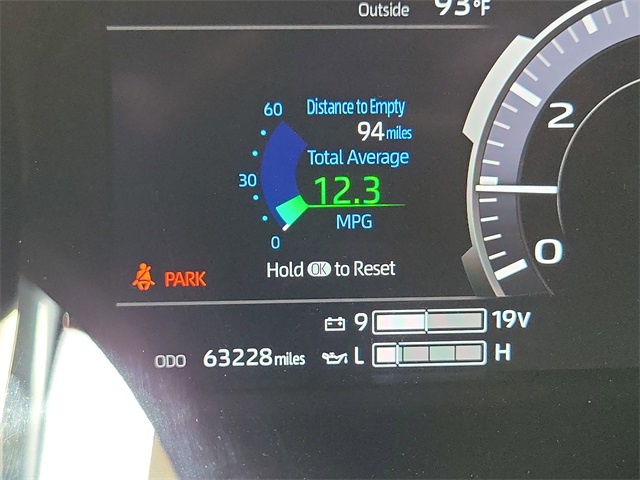 Outside 93°F
60
Distance to Empty
94 miles
Total Average
30
12.3
MPG
0
Hold OK to Reset
PARK
2
0
9 19V
ODO 63228 miles
L H